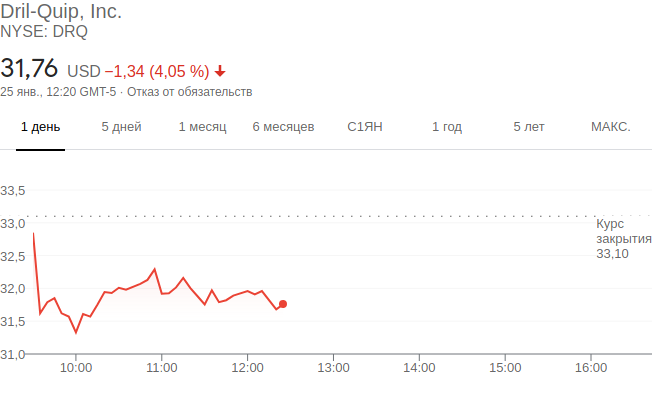 Dril-Quip, Inc.
NYSE: DRQ
31,76 USD −1,34 (4,05 %)
25 янв., 12:20 GMT-5 · Отказ от обязательств
1 день 5 дней 1 месяц 6 месяцев С1ЯН 1 год 5 лет МАКС.
33,5
33,0
32,5
32,0
31,5
31,0
Курс
закрытия
33,10
10:00 11:00 12:00 13:00 14:00 15:00 16:00